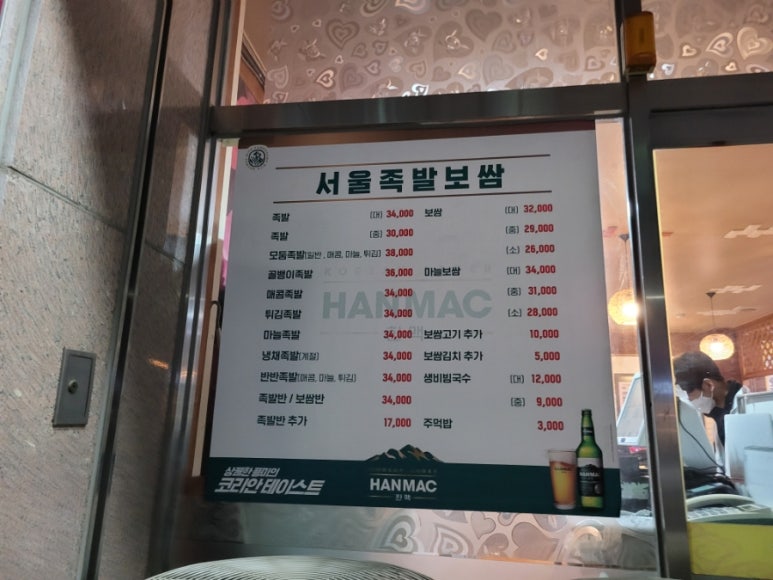 서울족발보쌈
족발 (대) 34,000 보쌈 (대) 32,000
족발 (중) 30,000 (중) 29,000
모둠족발(일반, 매콤, 마늘, 튀김) 38,000 (소) 26,000
골뱅이족발 38,000 마늘보쌈 (대) 34,000
매콤족발 34,000 (중) 31,000
튀김족발 34,000 (소) 28,000
마늘족발 34,000 보쌈고기 추가 10,000
냉채족발(계절) 34,000 보쌈김치 추가 5,000
반반족발(매콤, 마늘, 튀김) 34,000 생비빔국수 (대) 12,000
족발반 / 보쌈반 34,000 (중) 9,000
족발반 추가 17,000 주먹밥 3,000
HANMAC
한맥
상쾌한 풍미의
코리안 테이스트
HANMAC
한맥
HANMAC